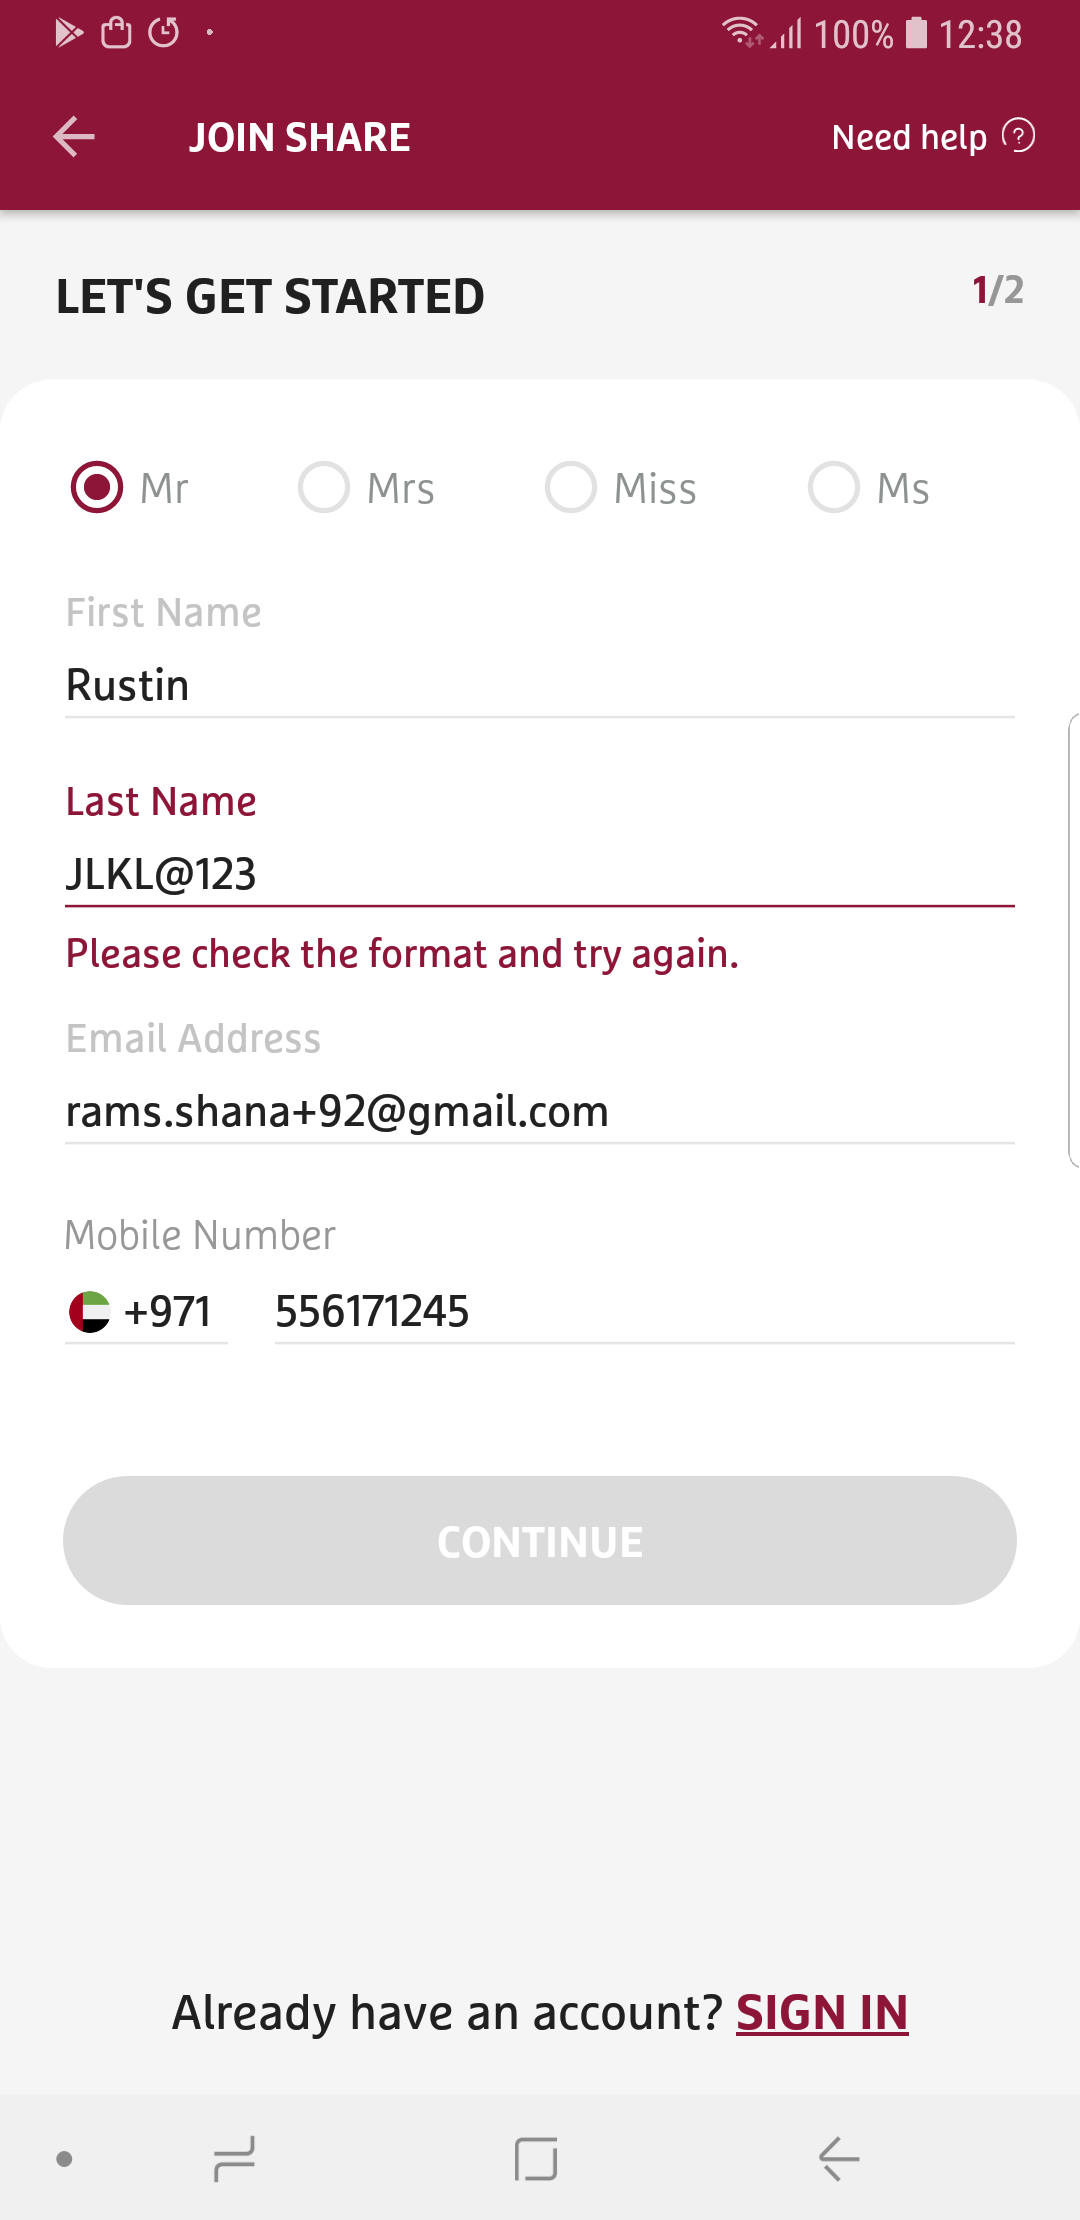 100% 12:38
JOIN SHARE Need help ?
LET'S GET STARTED 1/2
Mr Mrs Miss Ms
First Name
Rustin
Last Name
JLKL@123
Please check the format and try again.
Email Address
rams.shana+92@gmail.com
Mobile Number
+971 556171245
CONTINUE
Already have an account? SIGN IN